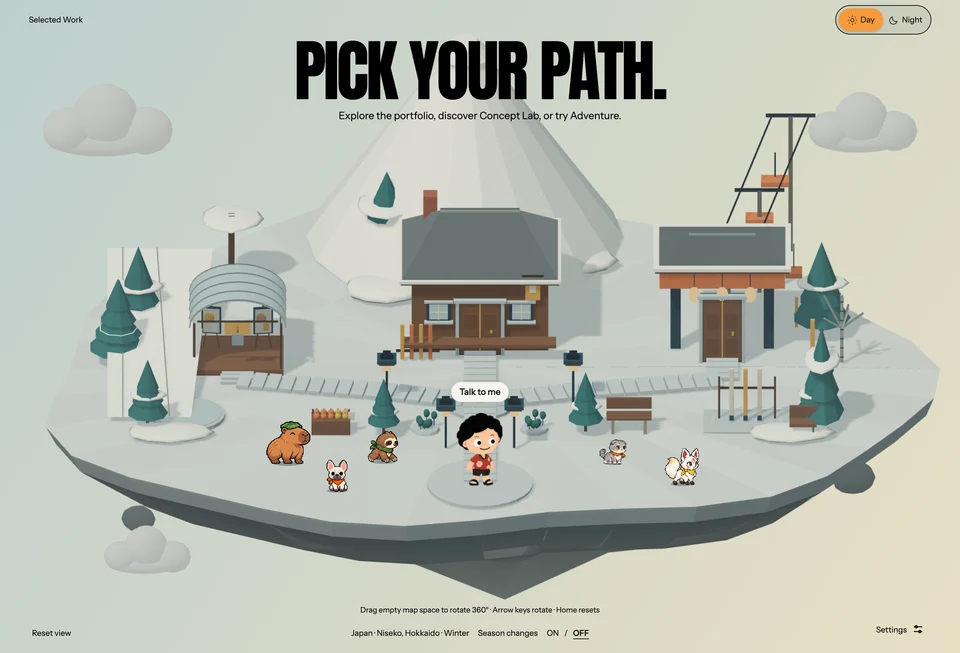 Selected Work
Day
Night
PICK YOUR PATH.
Explore the portfolio, discover Concept Lab, or try Adventure.
Talk to me
Drag empty map space to rotate 360° · Arrow keys rotate · Home resets
Reset view
Japan · Niseko, Hokkaido · Winter Season changes ON / OFF
Settings